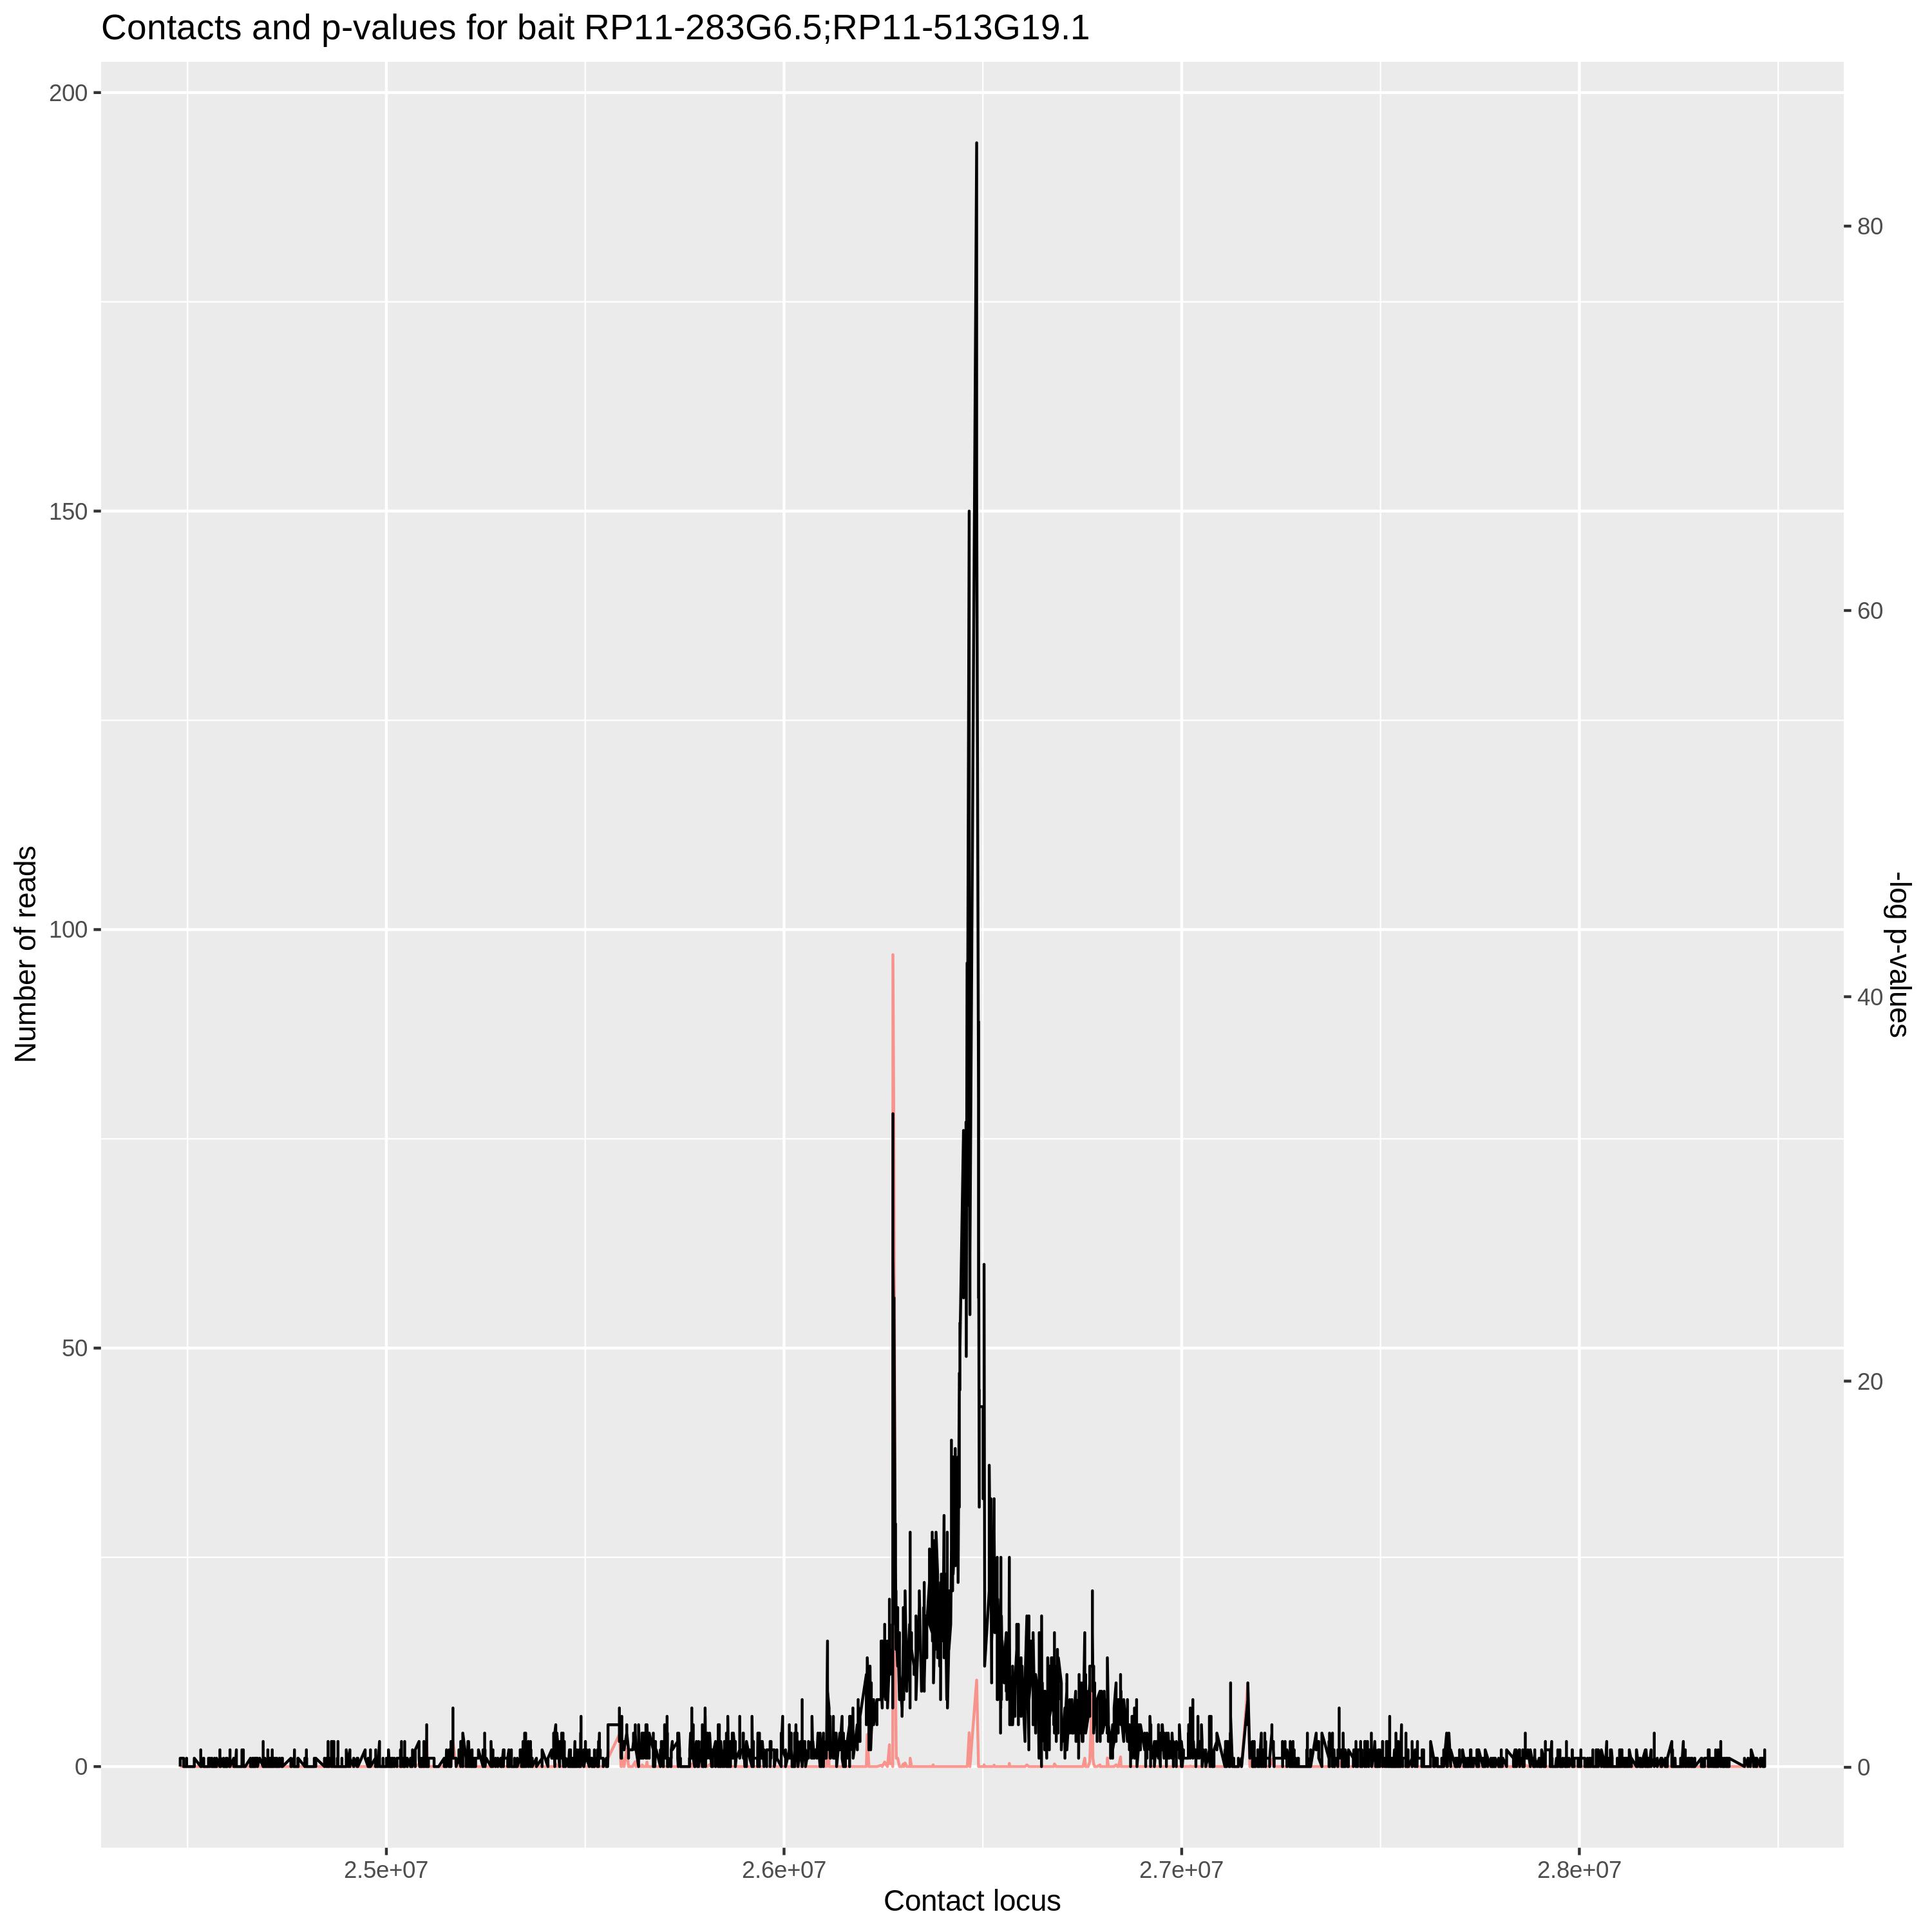 Contacts and p-values for bait RP11-283G6.5;RP11-513G19.1
200
150
100
50
0
Number of reads
80
60
40
20
0
-log p-values
2.5e+07
2.6e+07
2.7e+07
2.8e+07
Contact locus